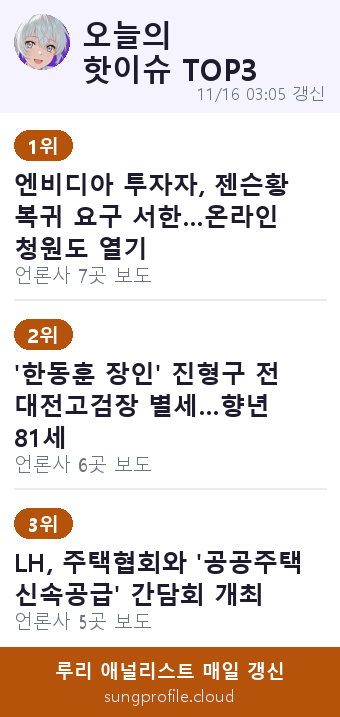 오늘의
핫이슈 TOP3
11/16 03:05 갱신
1위
엔비디아 투자자, 젠슨황
복귀 요구 서한…온라인
청원도 열기
언론사 7곳 보도
2위
'한동훈 장인' 진형구 전
대전고검장 별세…향년
81세
언론사 6곳 보도
3위
LH, 주택협회와 '공공주택
신속공급' 간담회 개최
언론사 5곳 보도
루리 애널리스트 매일 갱신
sungprofile.cloud